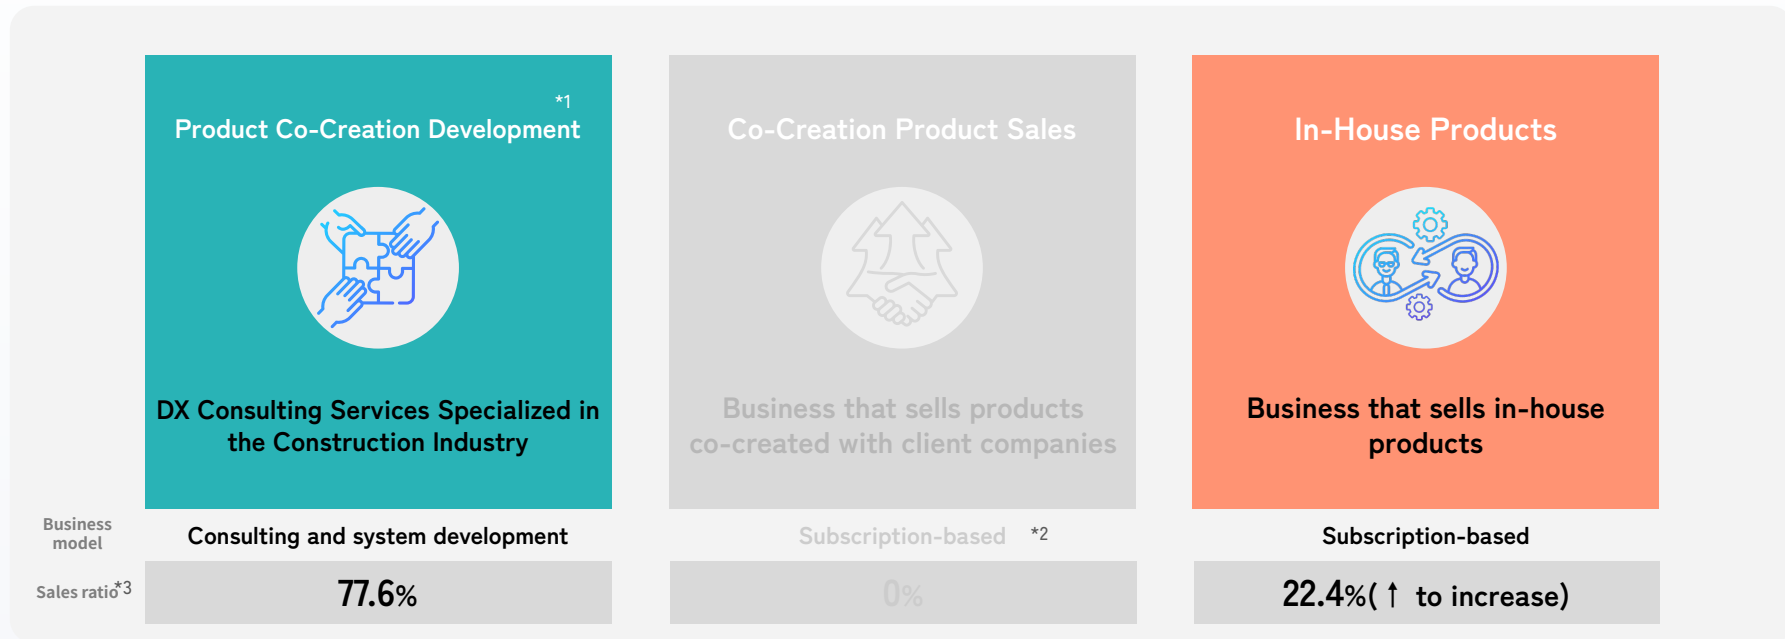 *1
Product Co-Creation Development
DX Consulting Services Specialized in
the Construction Industry
Co-Creation Product Sales
Business that sells products
co-created with client companies
In-House Products
Business that sells in-house
products
Business
model
Consulting and system development
Subscription-based *2
Subscription-based
Sales ratio*3
77.6%
0%
22.4%(↑ to increase)